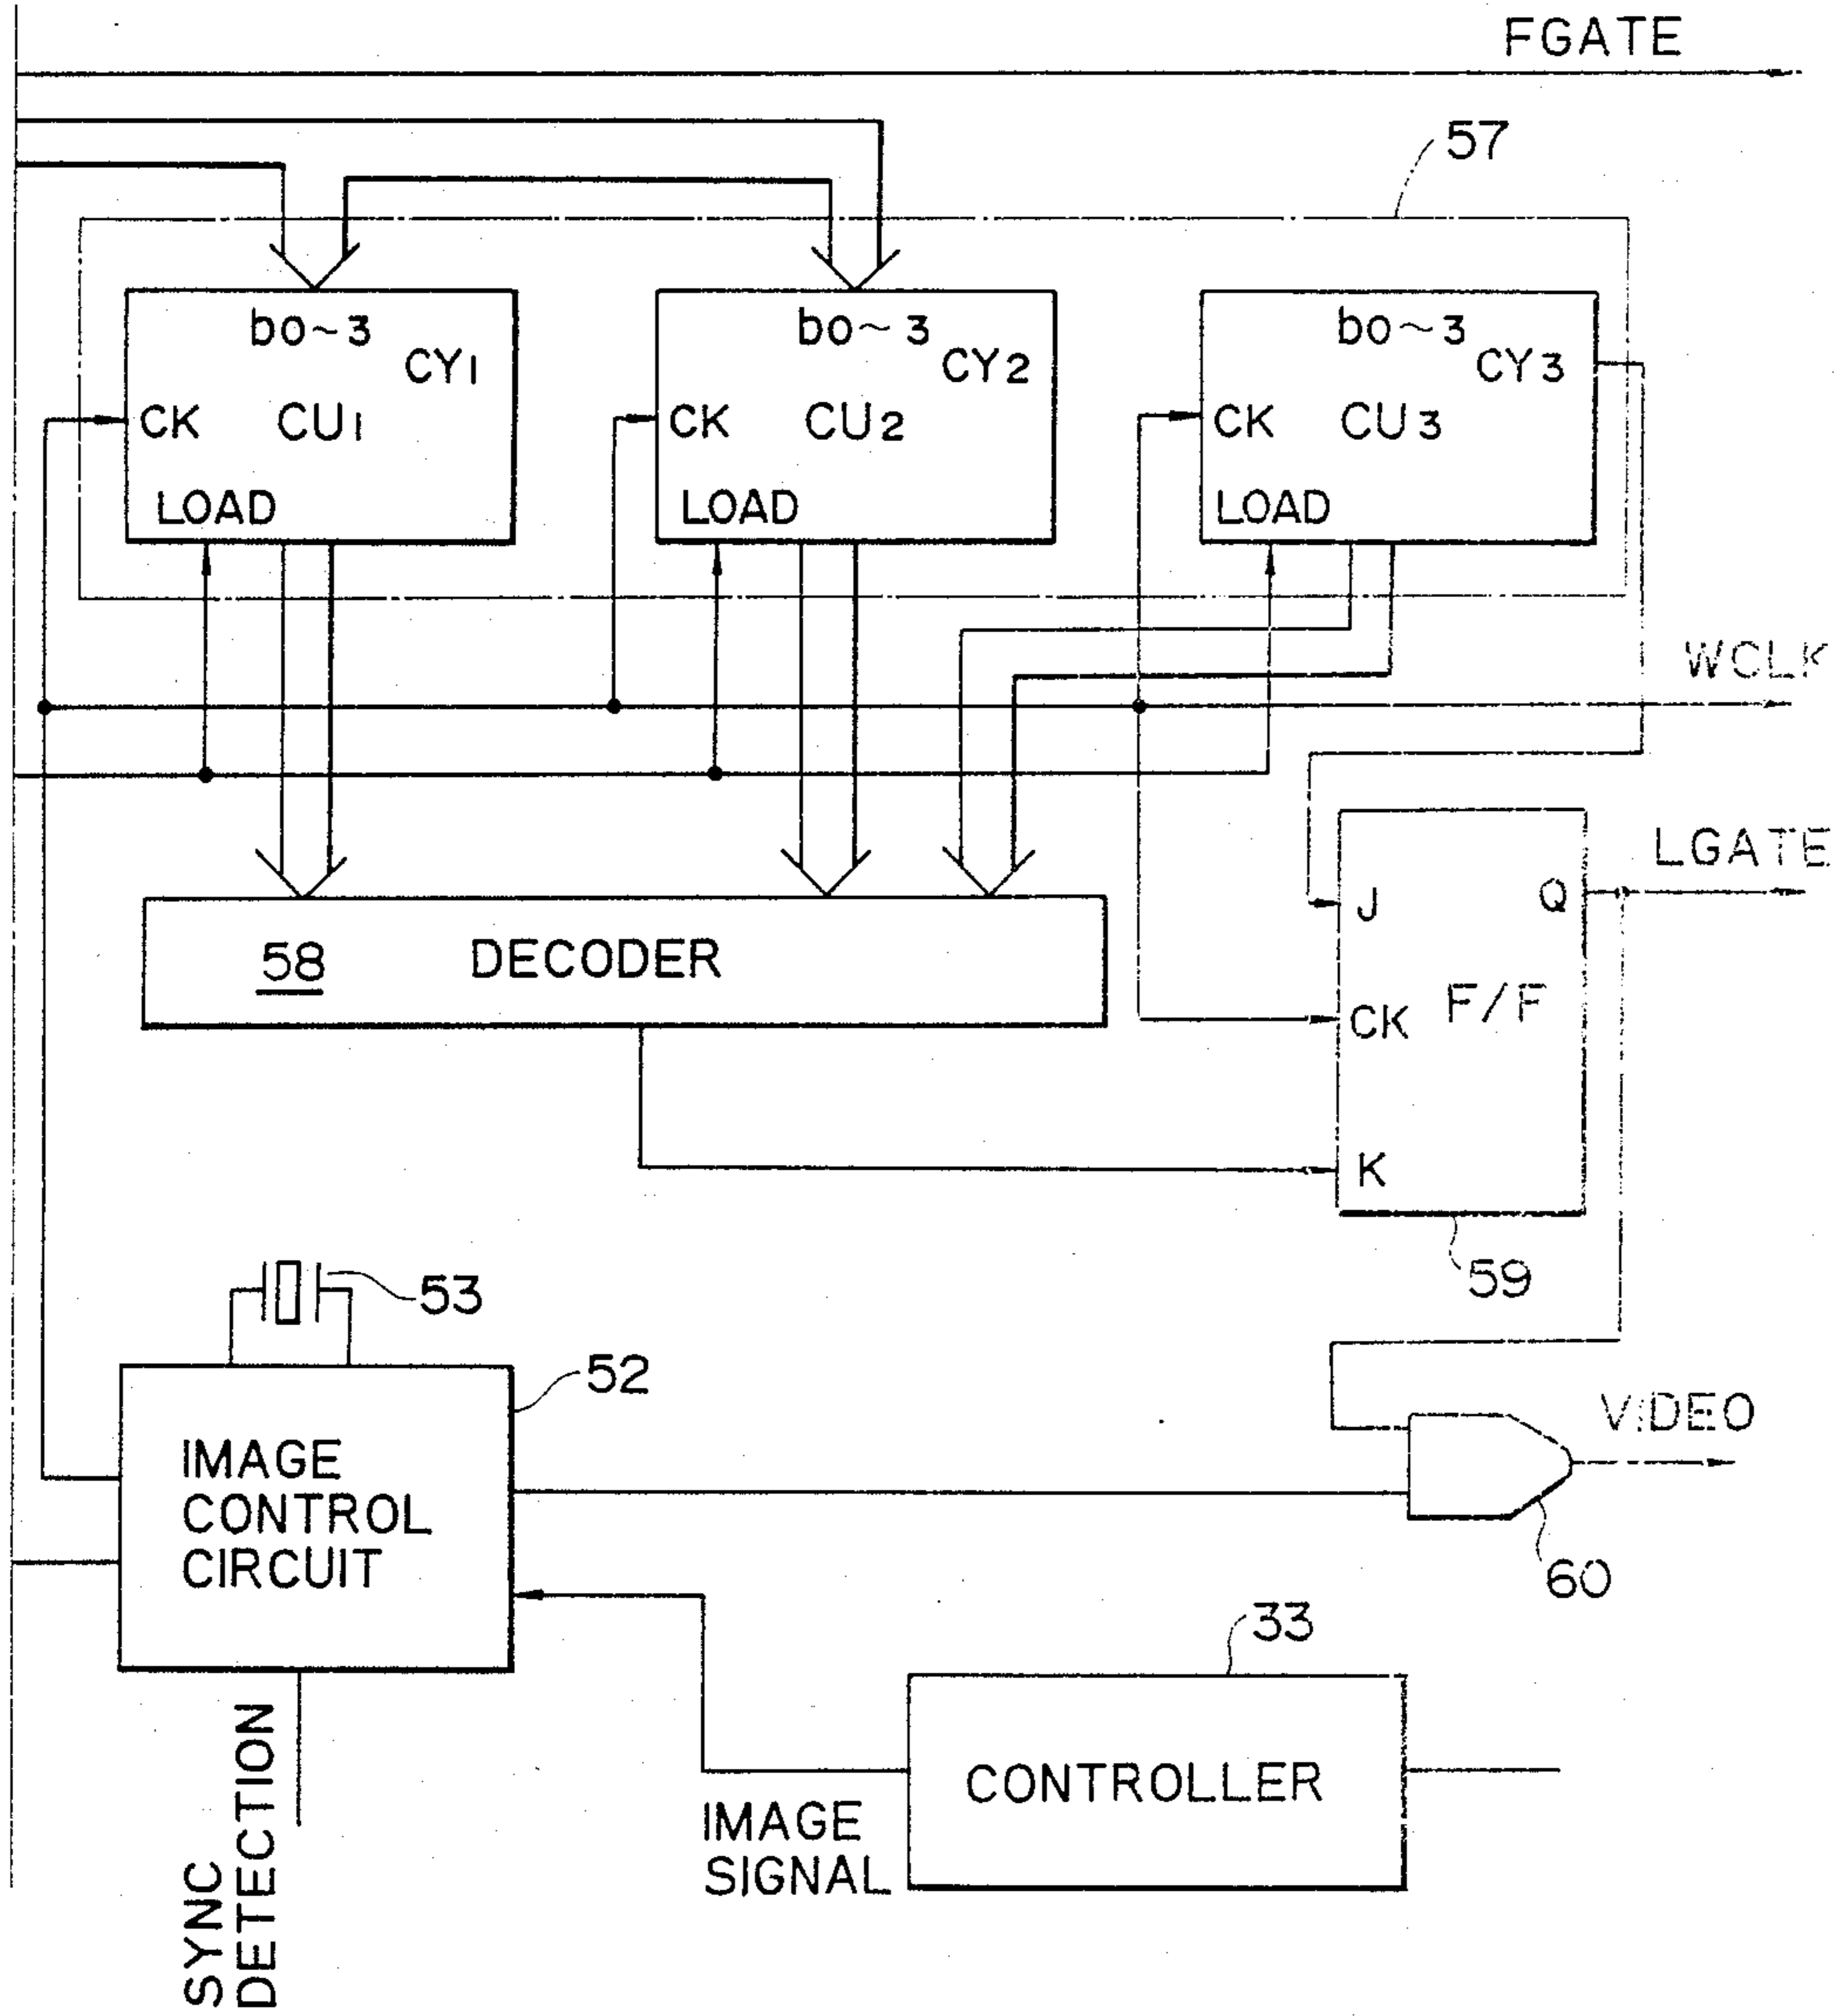 FGATE
57
bo~3
CY1
CK
CU1
LOAD
bo~3
CY2
CK
CU2
LOAD
bo~3
CY3
CK
CU3
LOAD
WCLK
LGATE
58 DECODER
J
Q
CK
F/F
K
59
53
52
IMAGE
CONTROL
CIRCUIT
VIDEO
60
33
CONTROLLER
IMAGE
SIGNAL
SYNC
DETECTION